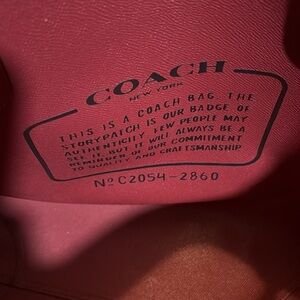 COACH
NEW YORK
THIS IS A COACH BAG. THE
STORYPATCH IS OUR BADGE OF
AUTHENTICITY. FEW PEOPLE MAY
SEE IT, BUT IT WILL ALWAYS BE A
REMINDER OF OUR COMMITMENT
TO QUALITY AND CRAFTSMANSHIP
Nº C2054-2860